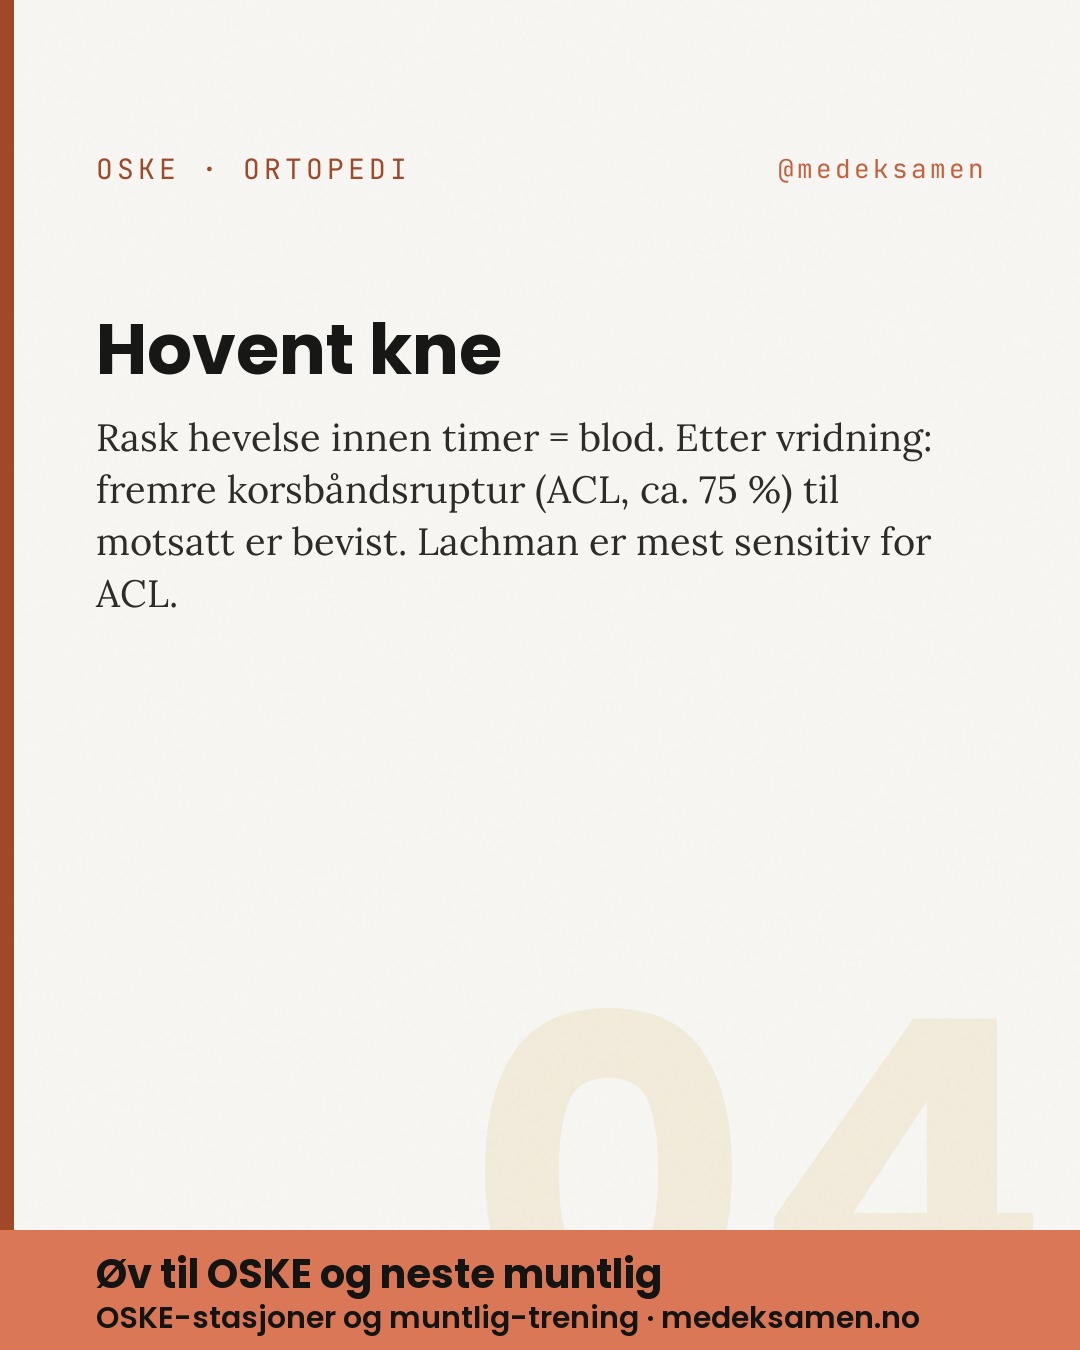 OSKE · ORTOPEDI
@medeksamen
Hovent kne
Rask hevelse innen timer = blod. Etter vridning:
fremre korsbåndsruptur (ACL, ca. 75 %) til
motsatt er bevist. Lachman er mest sensitiv for
ACL.
04
Øv til OSKE og neste muntlig
OSKE-stasjoner og muntlig-trening · medeksamen.no